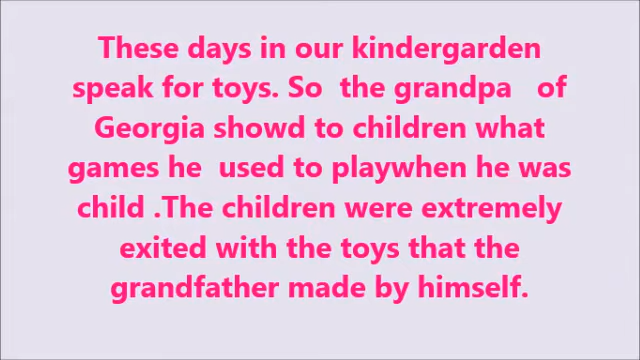 These days in our kindergarden
speak for toys. So  the grandpa   of
Georgia showd to children what
games he  used to playwhen he was
child .The children were extremely
exited with the toys that the
grandfather made by himself.